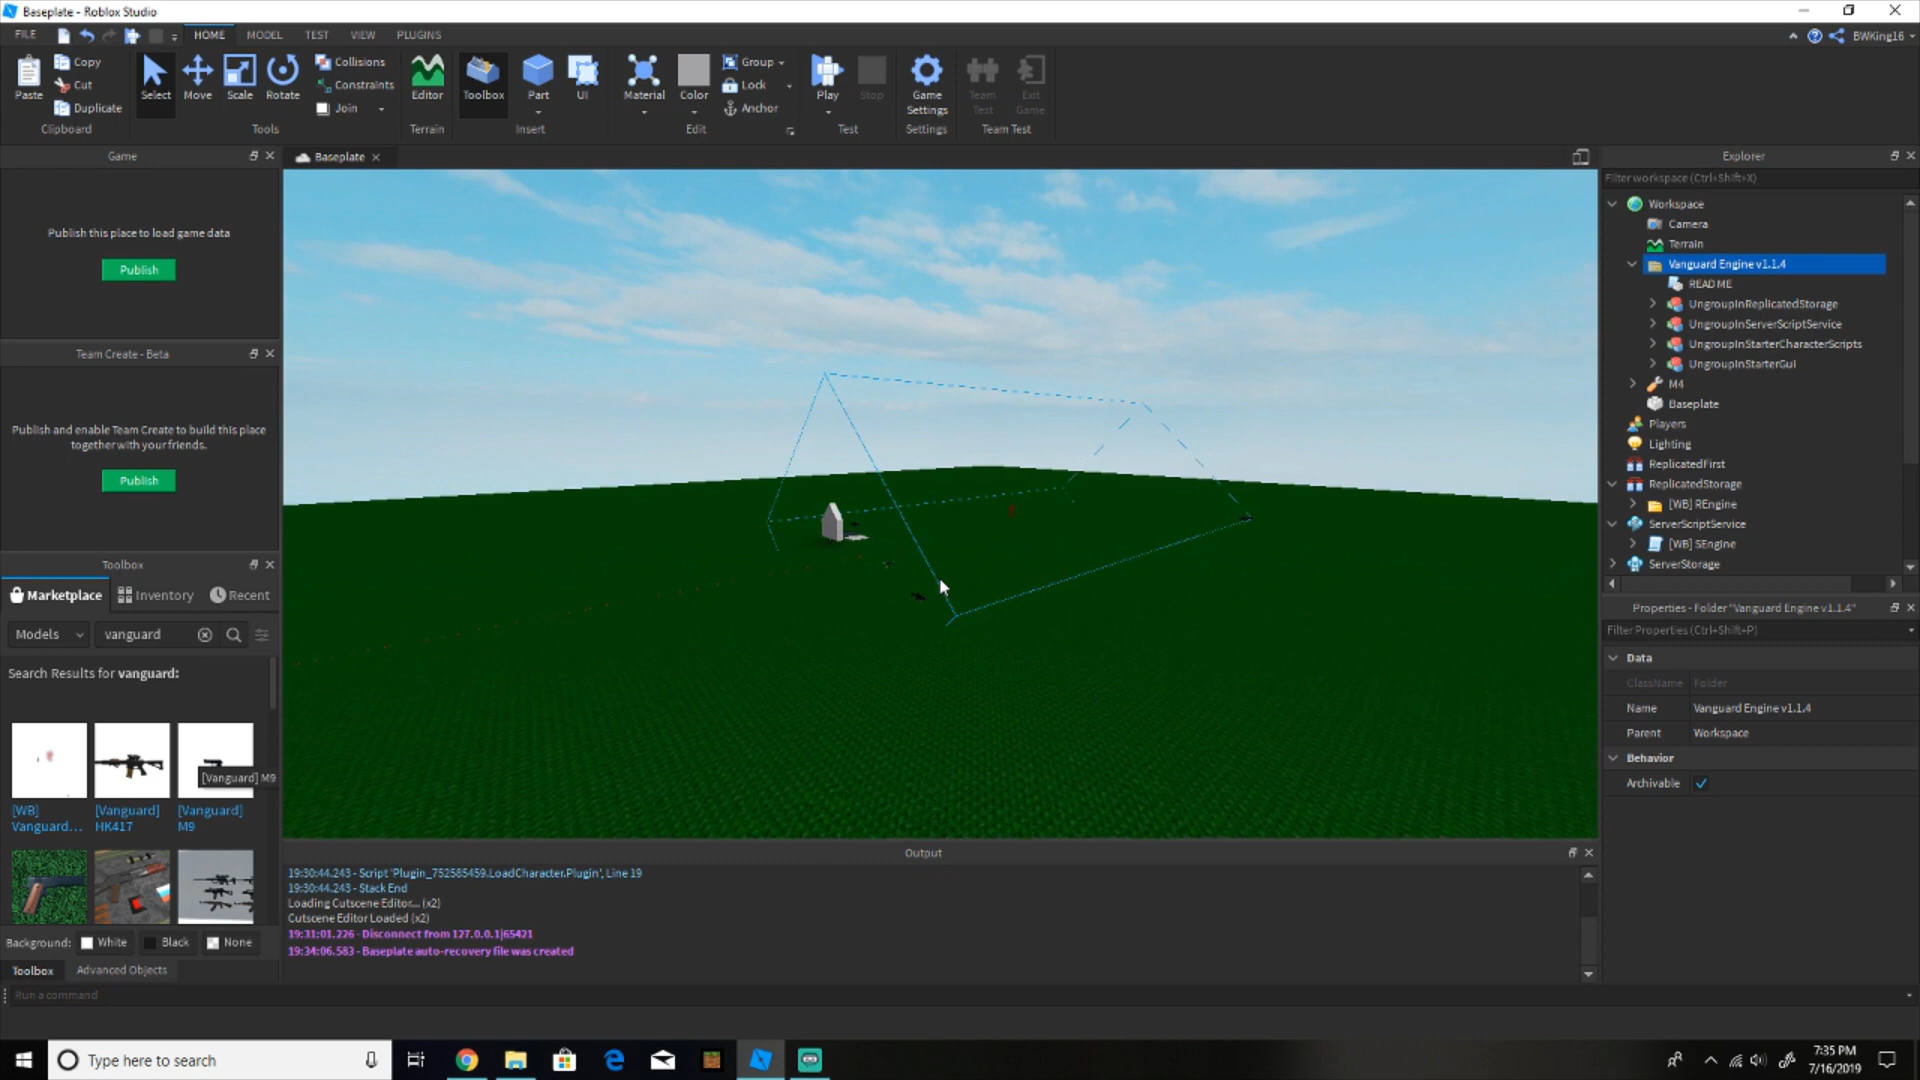 Baseplate - Roblox Studio
FILE
HOME
MODEL
TEST
VIEW
PLUGINS
BWKing16
Paste
Copy
Cut
Duplicate
Clipboard
Select
Move
Scale
Rotate
Collisions
Constraints
Join
Tools
Editor
Terrain
Toolbox
Part
UI
Insert
Material
Color
Group
Lock
Anchor
Edit
Play
Stop
Test
Game Settings
Settings
Team Test
Exit Game
Team Test
Game
Publish this place to load game data
Publish
Team Create - Beta
Publish and enable Team Create to build this place
together with your friends.
Publish
Toolbox
Marketplace
Inventory
Recent
Models
vanguard
Search Results for vanguard:
[WB] Vanguard...
[Vanguard] HK417
[Vanguard] M9
[Vanguard] M9
Background:
White
Black
None
Toolbox
Advanced Objects
Run a command
Baseplate
Output
19:30:44.243 - Script 'Plugin_752585459.LoadCharacter.Plugin', Line 19
19:30:44.243 - Stack End
Loading Cutscene Editor... (x2)
Cutscene Editor Loaded (x2)
19:31:01.226 - Disconnect from 127.0.0.1|65421
19:34:06.583 - Baseplate auto-recovery file was created
Explorer
Filter workspace (Ctrl+Shift+X)
Workspace
Camera
Terrain
Vanguard Engine v1.1.4
README
UngroupInReplicatedStorage
UngroupInServerScriptService
UngroupInStarterCharacterScripts
UngroupInStarterGui
M4
Baseplate
Players
Lighting
ReplicatedFirst
ReplicatedStorage
[WB] REngine
ServerScriptService
[WB] SEngine
ServerStorage
Properties - Folder "Vanguard Engine v1.1.4"
Filter Properties (Ctrl+Shift+P)
Data
ClassName Folder
Name Vanguard Engine v1.1.4
Parent Workspace
Behavior
Archivable
Type here to search
7:35 PM
7/16/2019